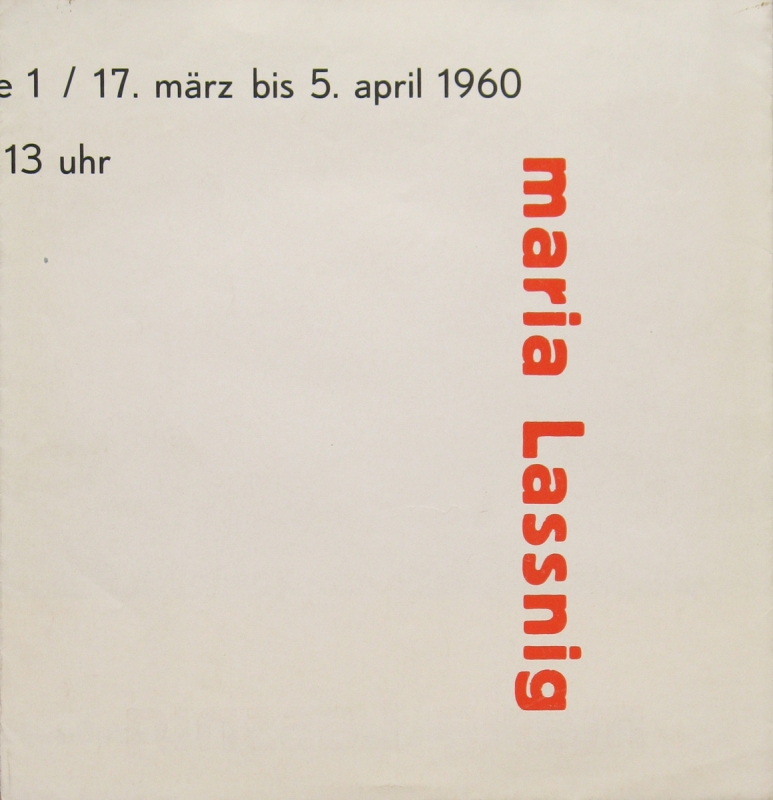 e 1 / 17. märz bis 5. april 1960
13 uhr
maria Lassnig